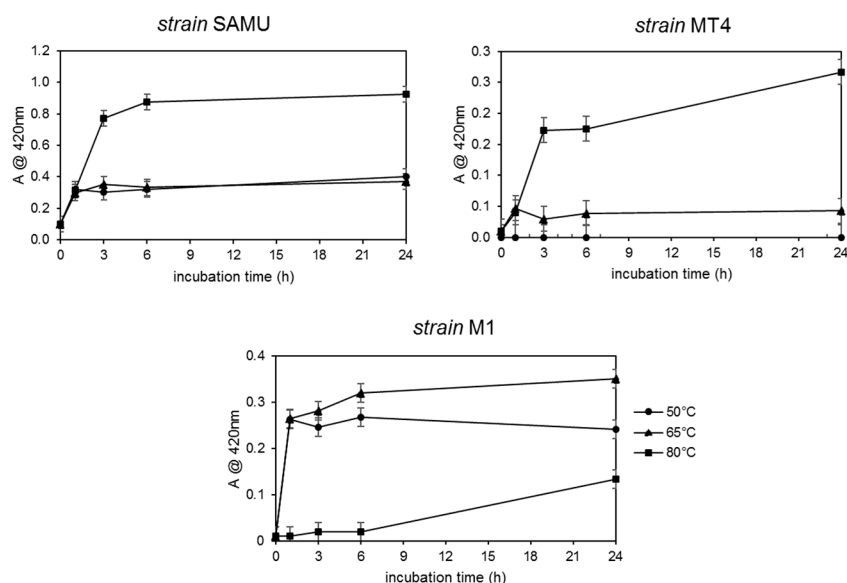 strain SAMU
1.2
1.0
0.8
0.6
0.4
0.2
0.0
A @ 420nm
0 3 6 9 12 15 18 21 24
incubation time (h)
strain MT4
0.3
0.3
0.2
0.2
0.1
0.1
0.0
A @ 420nm
0 3 6 9 12 15 18 21 24
incubation time (h)
strain M1
0.4
0.3
0.2
0.1
0
A @ 420nm
0 3 6 9 12 15 18 21 24
incubation time (h)
50°C
65°C
80°C